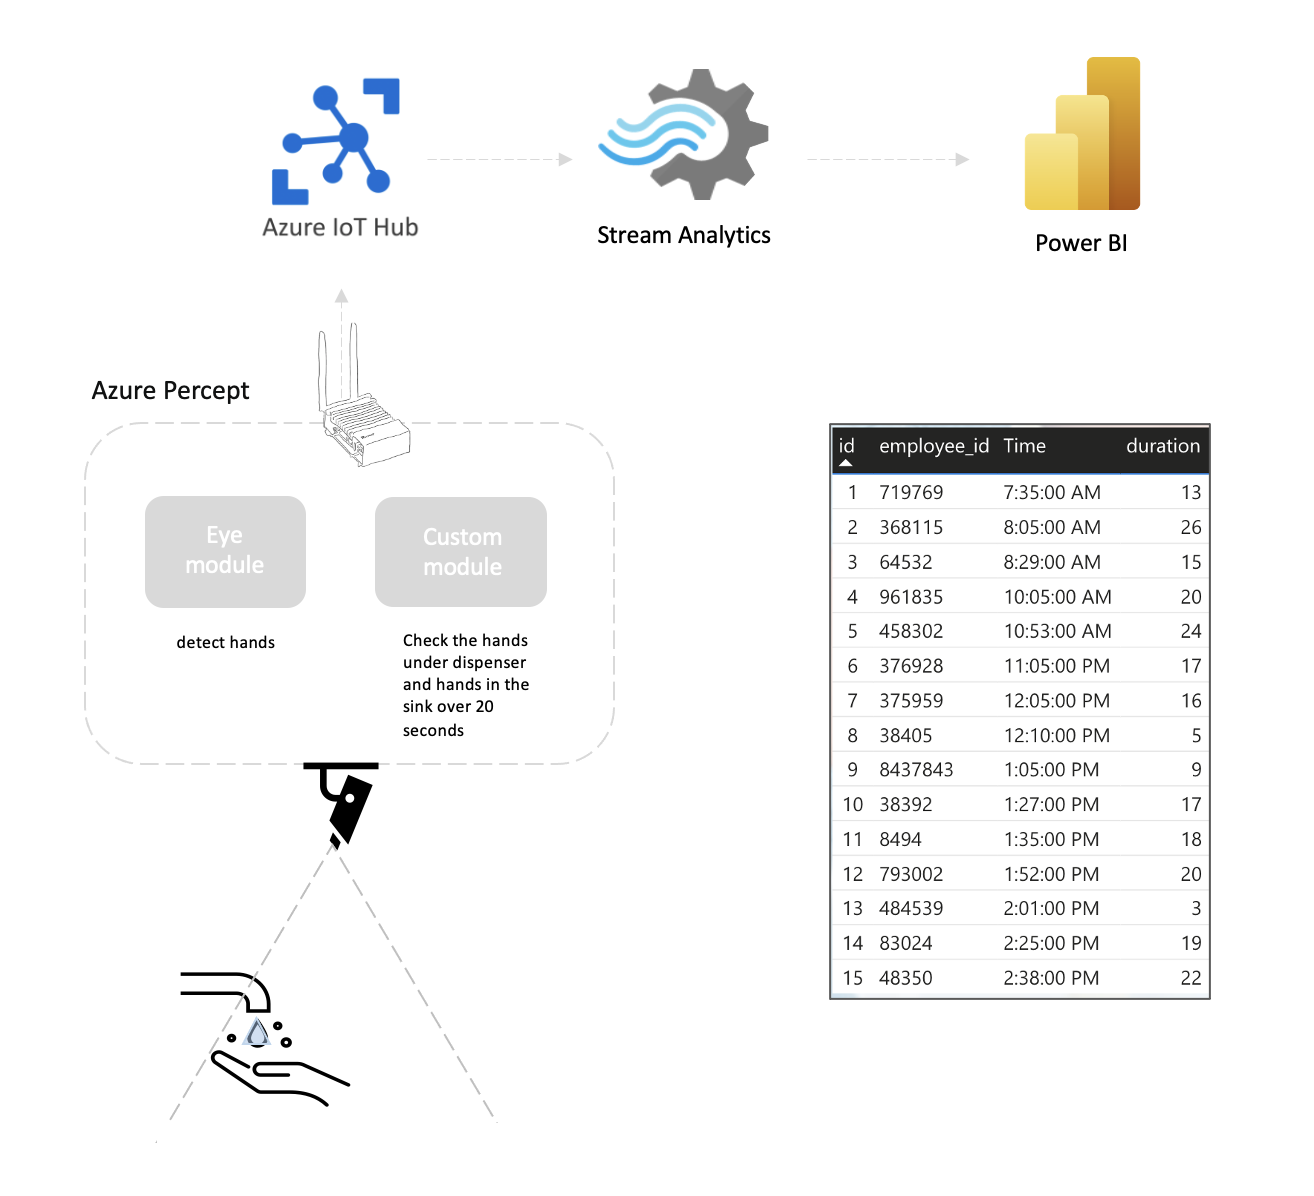 Azure IoT Hub
Stream Analytics
Power BI
Azure Percept
Eye
module
Custom
module
detect hands
Check the hands
under dispenser
and hands in the
sink over 20
seconds
id employee_id Time duration
1 719769 7:35:00 AM 13
2 368115 8:05:00 AM 26
3 64532 8:29:00 AM 15
4 961835 10:05:00 AM 20
5 458302 10:53:00 AM 24
6 376928 11:05:00 PM 17
7 375959 12:05:00 PM 16
8 38405 12:10:00 PM 5
9 8437843 1:05:00 PM 9
10 38392 1:27:00 PM 17
11 8494 1:35:00 PM 18
12 793002 1:52:00 PM 20
13 484539 2:01:00 PM 3
14 83024 2:25:00 PM 19
15 48350 2:38:00 PM 22